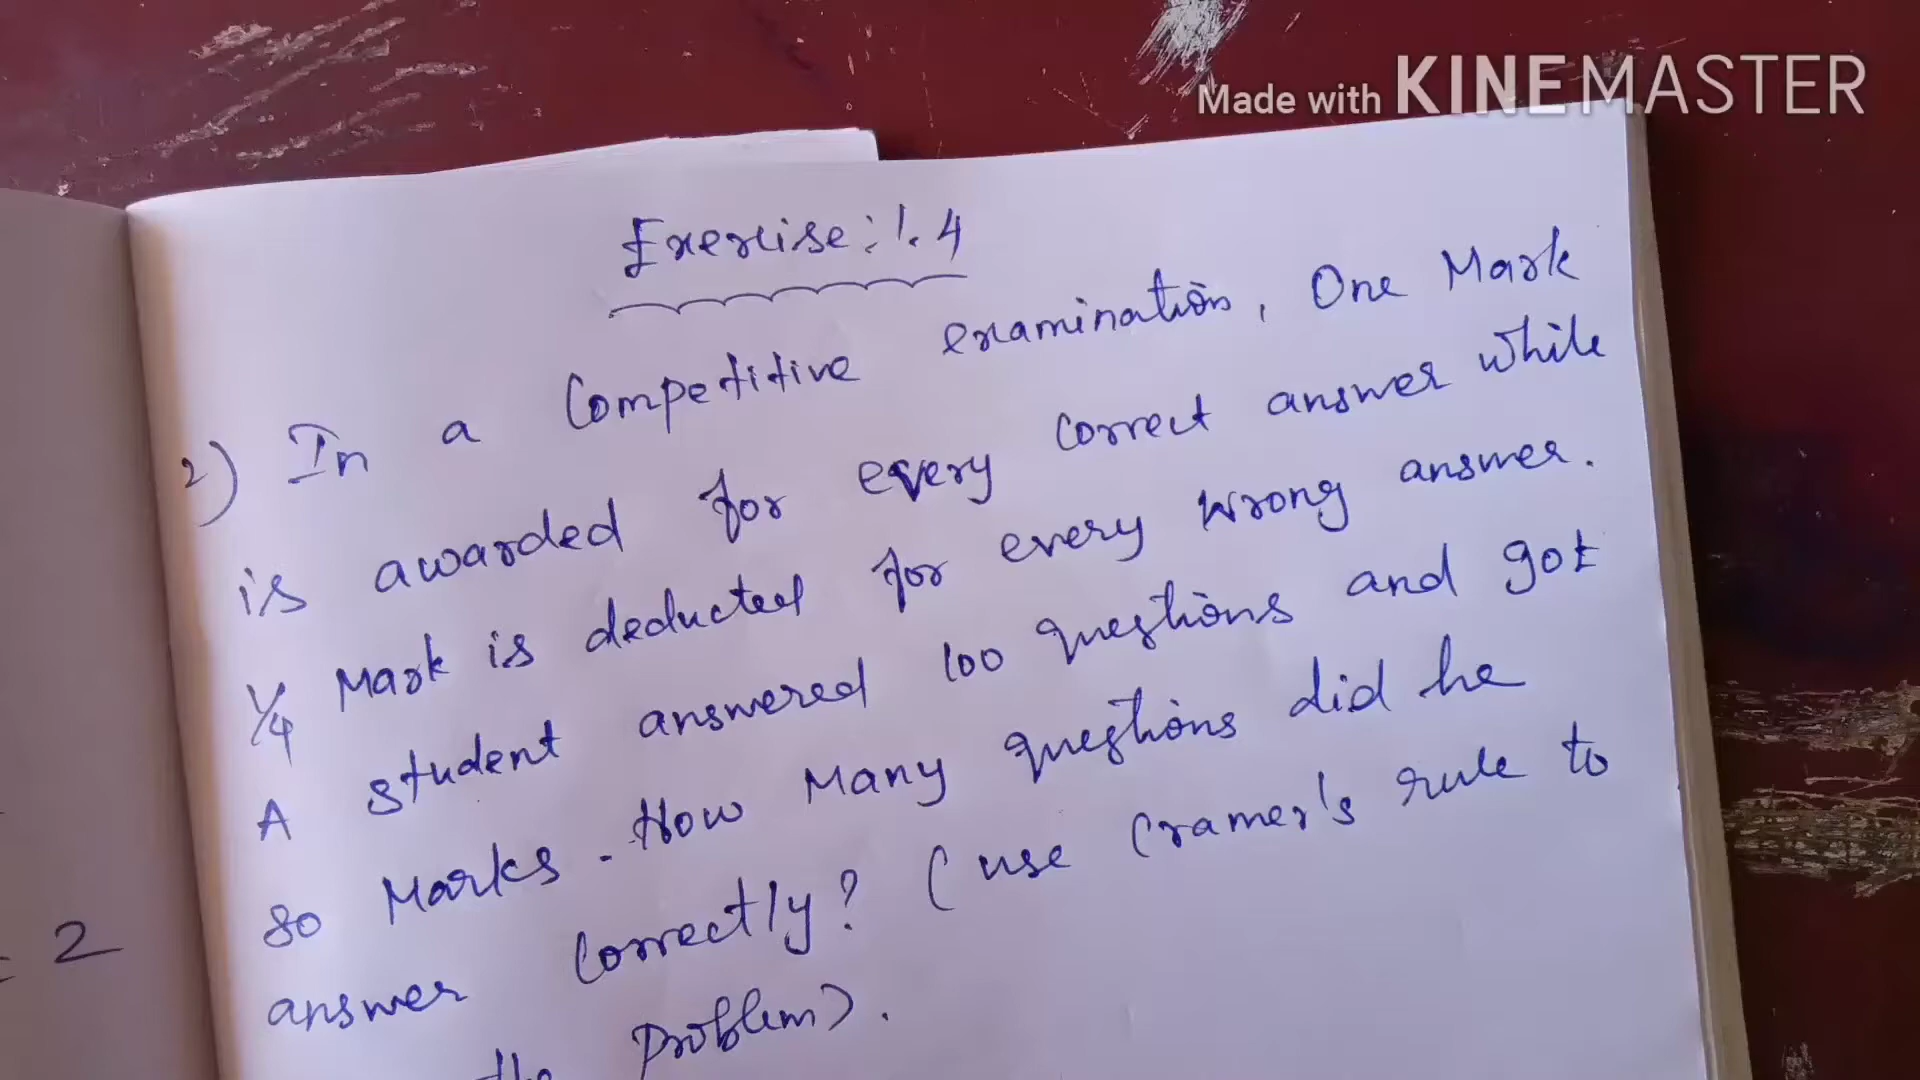 Made with KINEMASTER
Exercise: 1.4
2) In a Competitive examination, One Mark
is awarded for every correct answer while
1/4 Mark is deducted for every wrong answer.
A student answered 100 questions and got
80 Marks. How Many questions did he
answer correctly? (use Cramer's rule to
the problem).
= 2